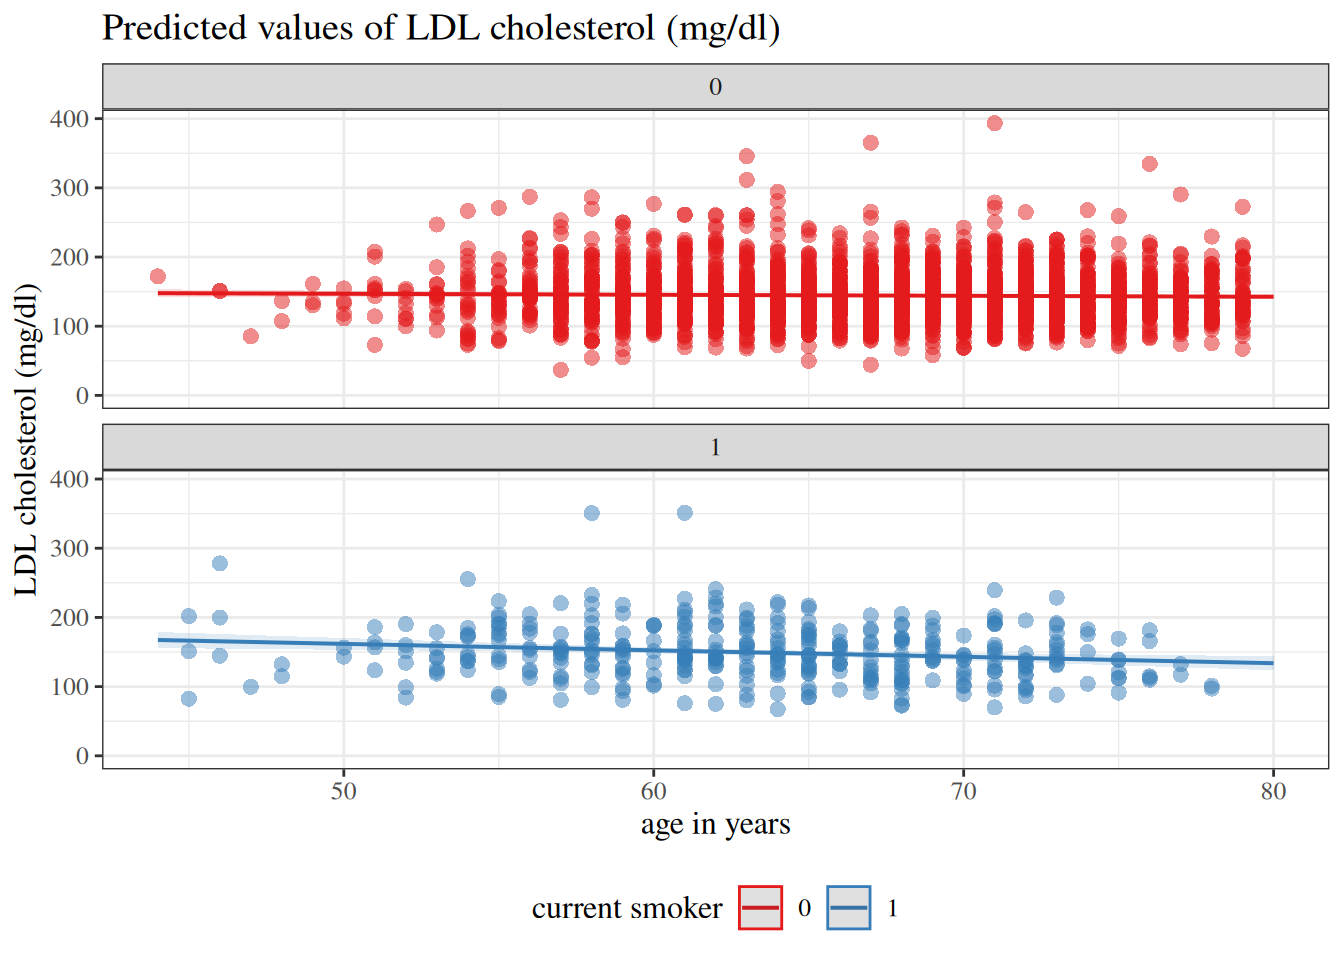 Predicted values of LDL cholesterol (mg/dl)
0
400
300
200
100
0
1
400
300
200
100
0
LDL cholesterol (mg/dl)
50 60 70 80
age in years
current smoker 0 1